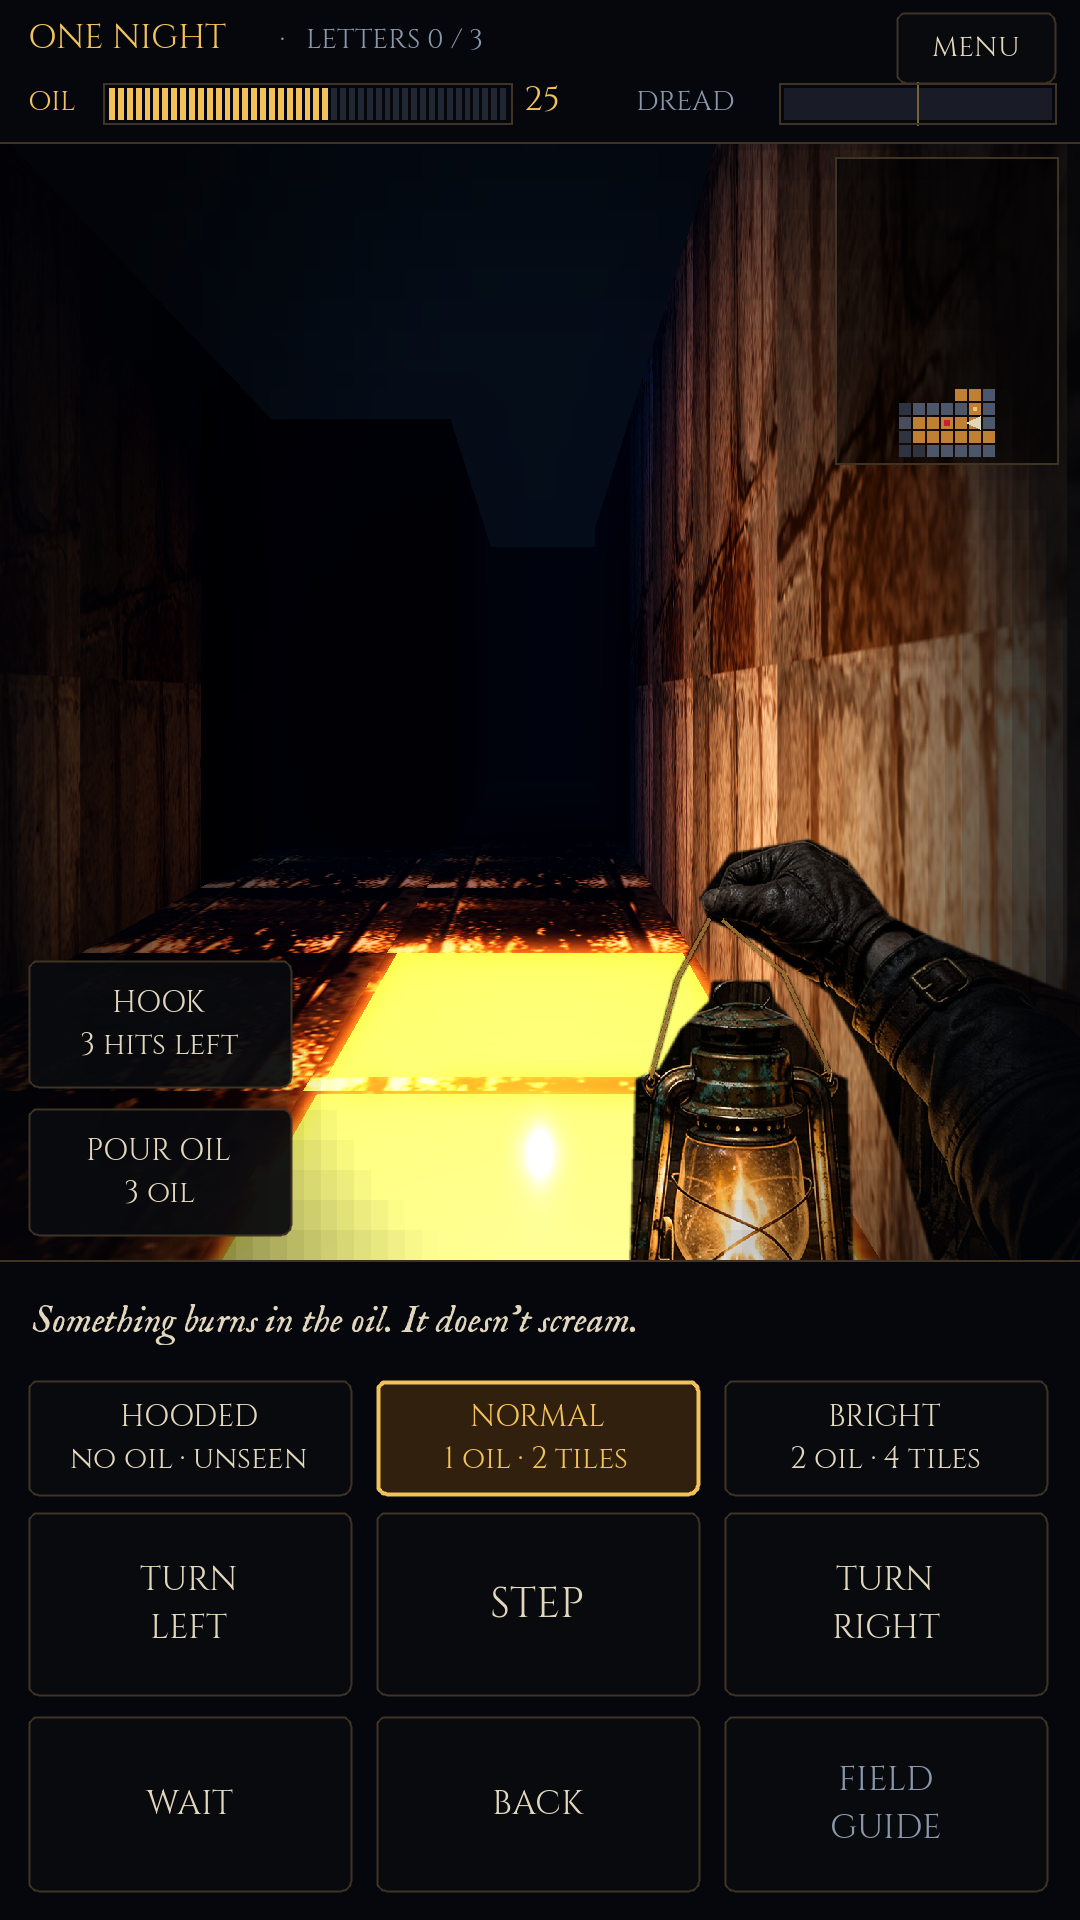 ONE NIGHT · LETTERS 0 / 3
MENU
OIL 25 DREAD
HOOK
3 HITS LEFT
POUR OIL
3 OIL
Something burns in the oil. It doesn't scream.
HOODED
NO OIL · UNSEEN
NORMAL
1 OIL · 2 TILES
BRIGHT
2 OIL · 4 TILES
TURN
LEFT
STEP
TURN
RIGHT
WAIT
BACK
FIELD
GUIDE